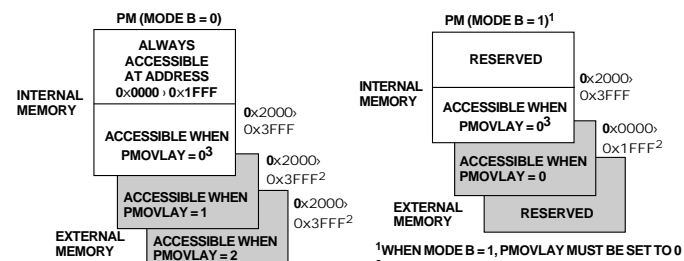 PM (MODE B = 0)
ALWAYS
ACCESSIBLE
AT ADDRESS
0x0000 › 0x1FFF
INTERNAL
MEMORY
0x2000›
0x3FFF
ACCESSIBLE WHEN
PMOVLAY = 0³
0x2000›
0x3FFF²
ACCESSIBLE WHEN
PMOVLAY = 1
0x2000›
0x3FFF²
EXTERNAL
MEMORY
ACCESSIBLE WHEN
PMOVLAY = 2
PM (MODE B = 1)¹
RESERVED
INTERNAL
MEMORY
0x2000›
0x3FFF
ACCESSIBLE WHEN
PMOVLAY = 0³
0x0000›
0x1FFF²
ACCESSIBLE WHEN
PMOVLAY = 0
EXTERNAL
MEMORY
RESERVED
¹WHEN MODE B = 1, PMOVLAY MUST BE SET TO 0